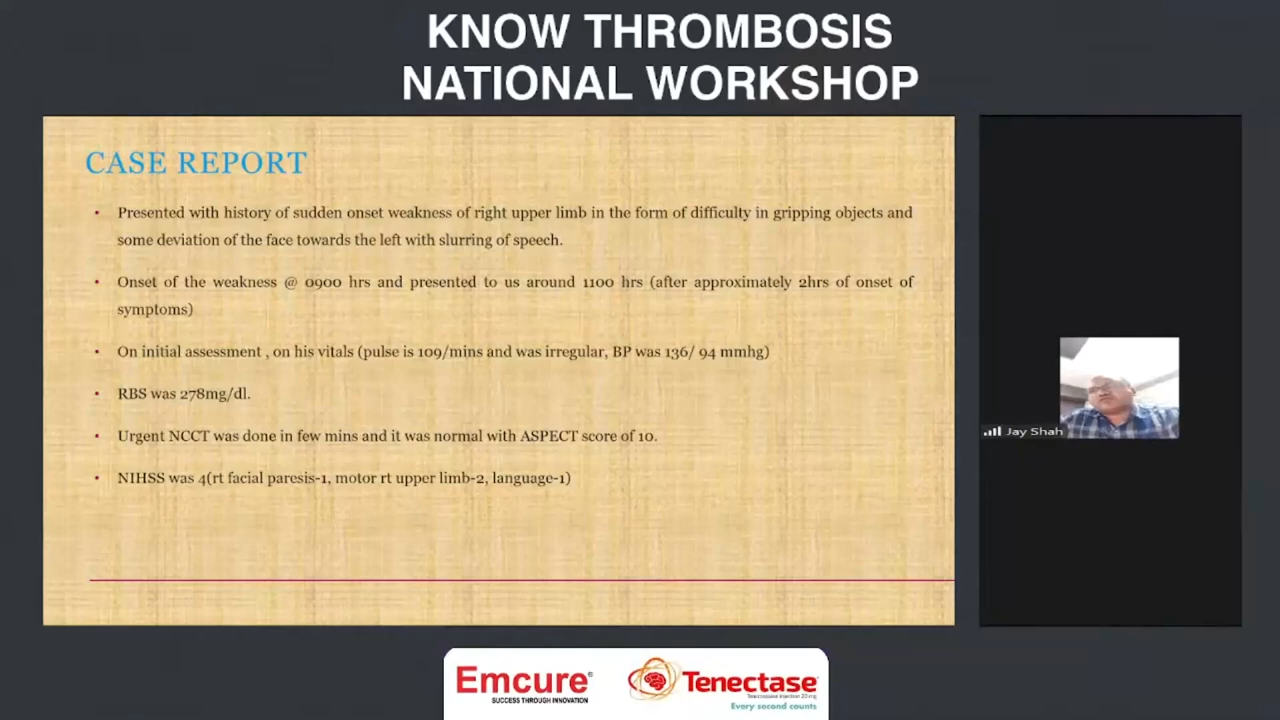 KNOW THROMBOSIS
NATIONAL WORKSHOP
CASE REPORT
• Presented with history of sudden onset weakness of right upper limb in the form of difficulty in gripping objects and
some deviation of the face towards the left with slurring of speech.
• Onset of the weakness @ 0900 hrs and presented to us around 1100 hrs (after approximately 2hrs of onset of
symptoms)
• On initial assessment , on his vitals (pulse is 109/mins and was irregular, BP was 136/ 94 mmhg)
• RBS was 278mg/dl.
• Urgent NCCT was done in few mins and it was normal with ASPECT score of 10.
• NIHSS was 4(rt facial paresis-1, motor rt upper limb-2, language-1)
Jay Shah
Emcure®
SUCCESS THROUGH INNOVATION
Tenectase
Tenecteplase Injection 20 mg
Every second counts